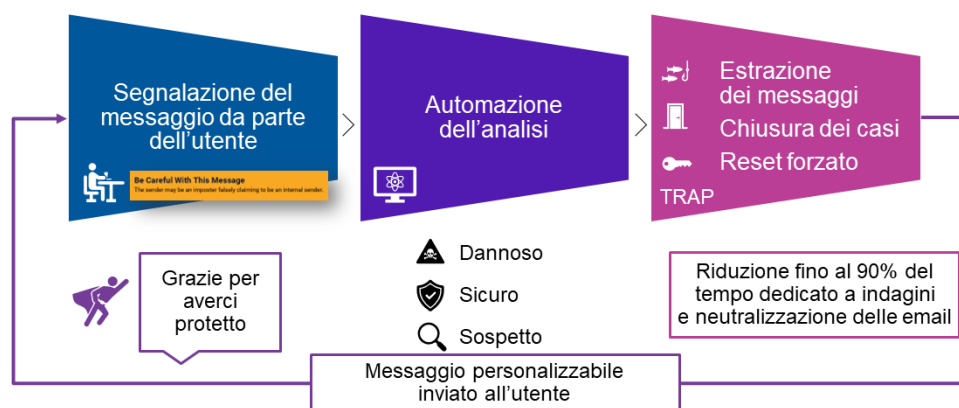 Segnalazione del
messaggio da parte
dell'utente
Be Careful With This Message
The sender may be an imposter falsely claiming to be an internal sender.
Automazione
dell'analisi
Estrazione
dei messaggi
Chiusura dei casi
Reset forzato
TRAP
Grazie per
averci
protetto
Dannoso
Sicuro
Sospetto
Riduzione fino al 90% del
tempo dedicato a indagini
e neutralizzazione delle email
Messaggio personalizzabile
inviato all'utente